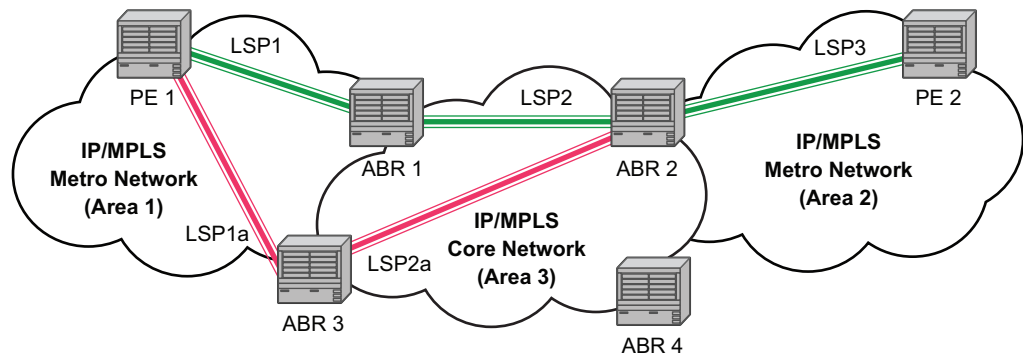 LSP1
LSP3
PE 1
LSP2
PE 2
IP/MPLS
Metro Network
(Area 1)
ABR 1
ABR 2
IP/MPLS
Metro Network
(Area 2)
LSP1a
IP/MPLS
Core Network
(Area 3)
LSP2a
ABR 3
ABR 4